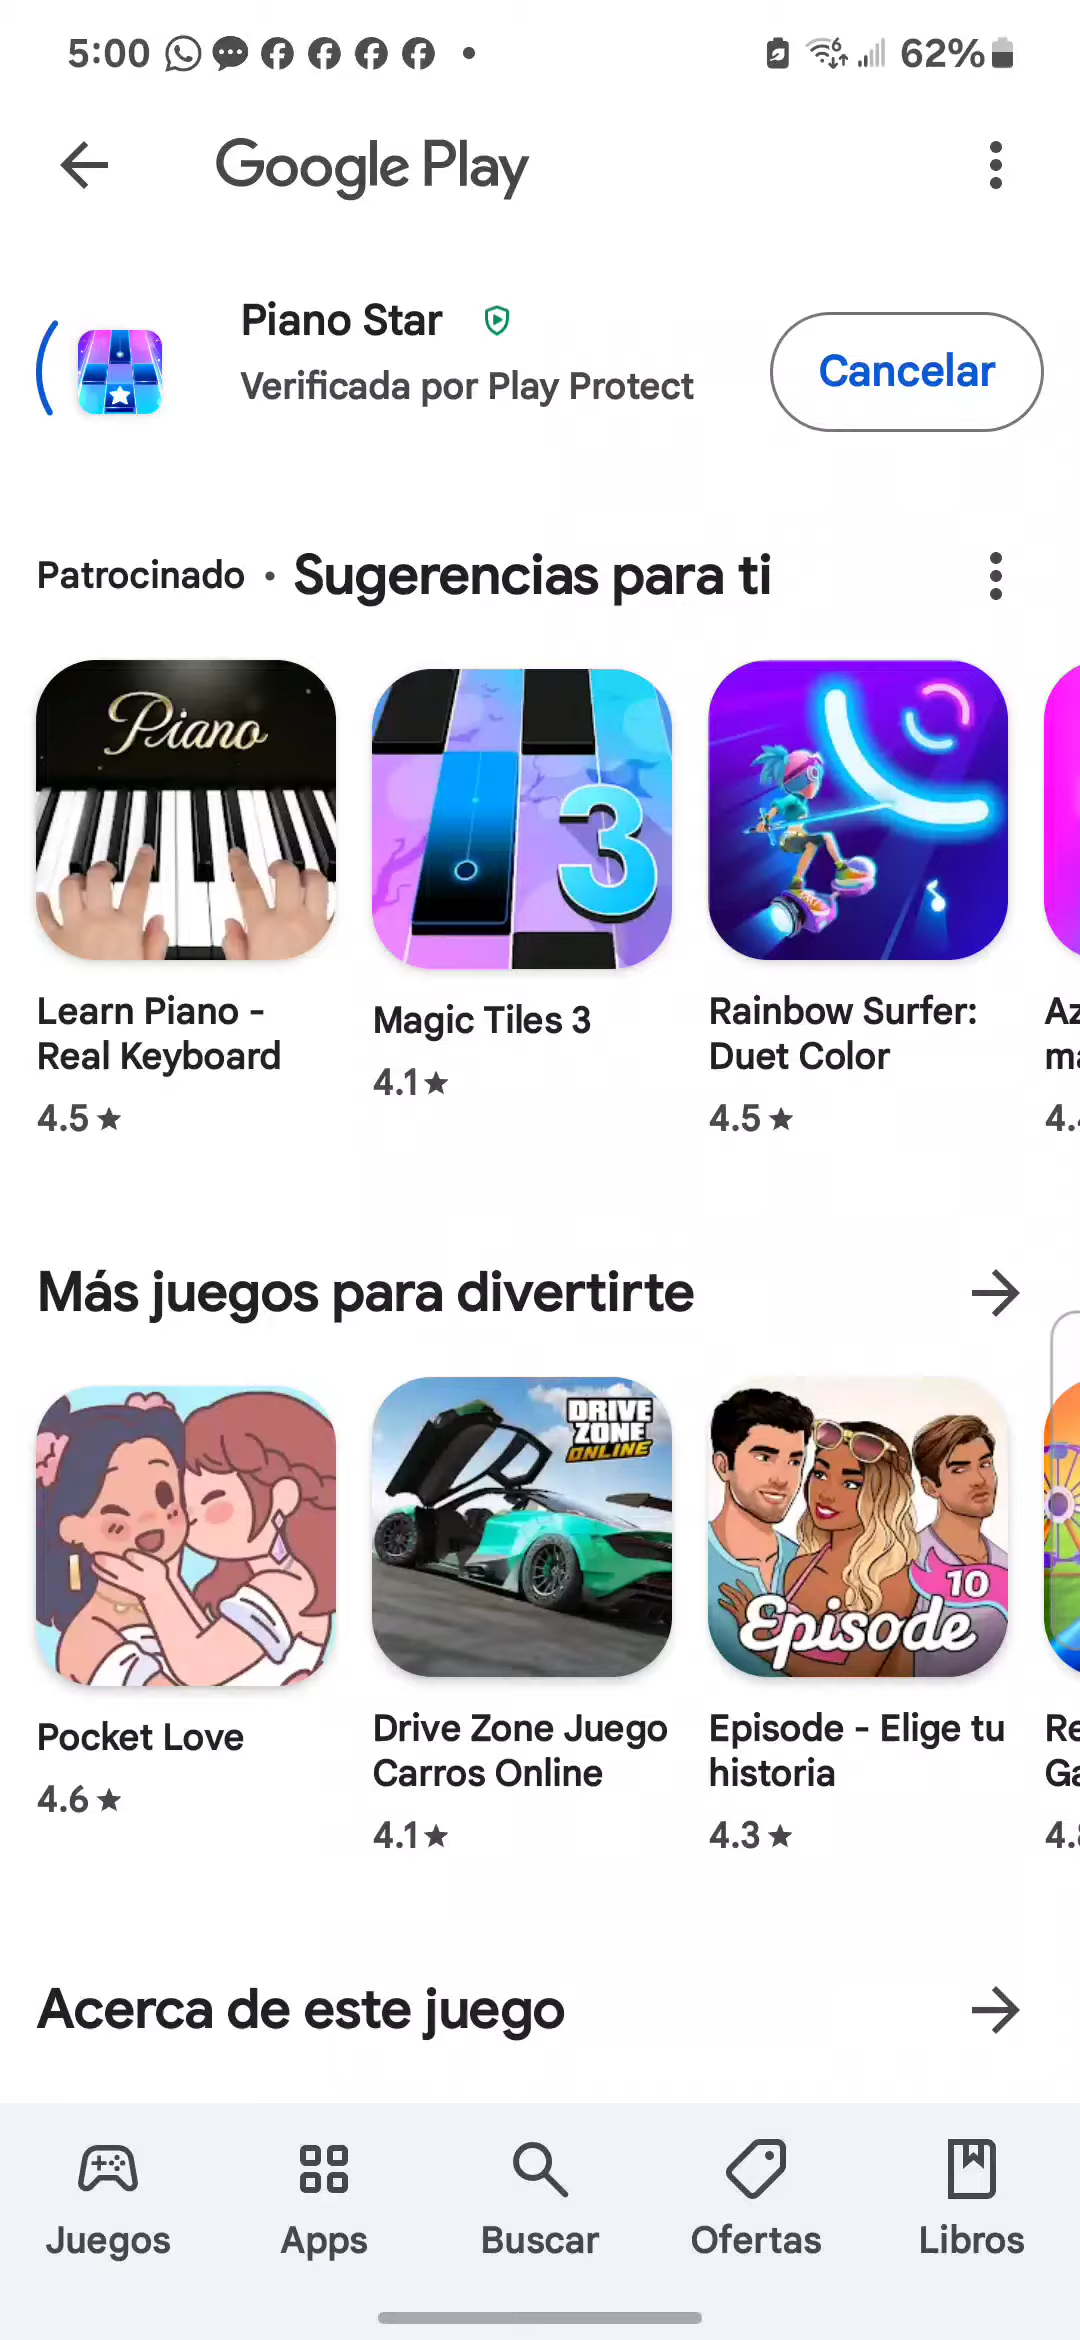 5:00
6
62%
Google Play
Piano Star
Verificada por Play Protect
Cancelar
Patrocinado • Sugerencias para ti
Piano
3
Learn Piano -
Real Keyboard
4.5★
Magic Tiles 3
4.1★
Rainbow Surfer:
Duet Color
4.5★
Más juegos para divertirte
DRIVE
ZONE
ONLINE
10
Episode
Pocket Love
4.6★
Drive Zone Juego
Carros Online
4.1★
Episode - Elige tu
historia
4.3★
Acerca de este juego
Juegos
Apps
Buscar
Ofertas
Libros